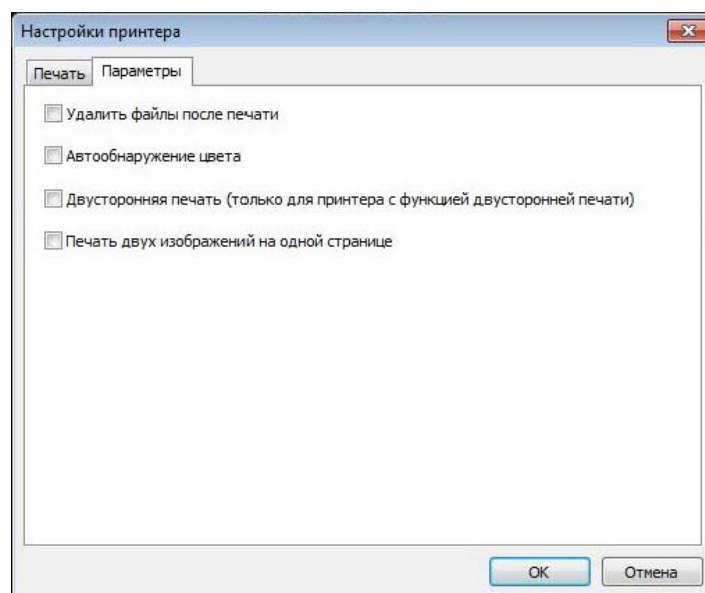 Настройки принтера
Печать Параметры
Удалить файлы после печати
Автообнаружение цвета
Двусторонняя печать (только для принтера с функцией двусторонней печати)
Печать двух изображений на одной странице
OK Отмена